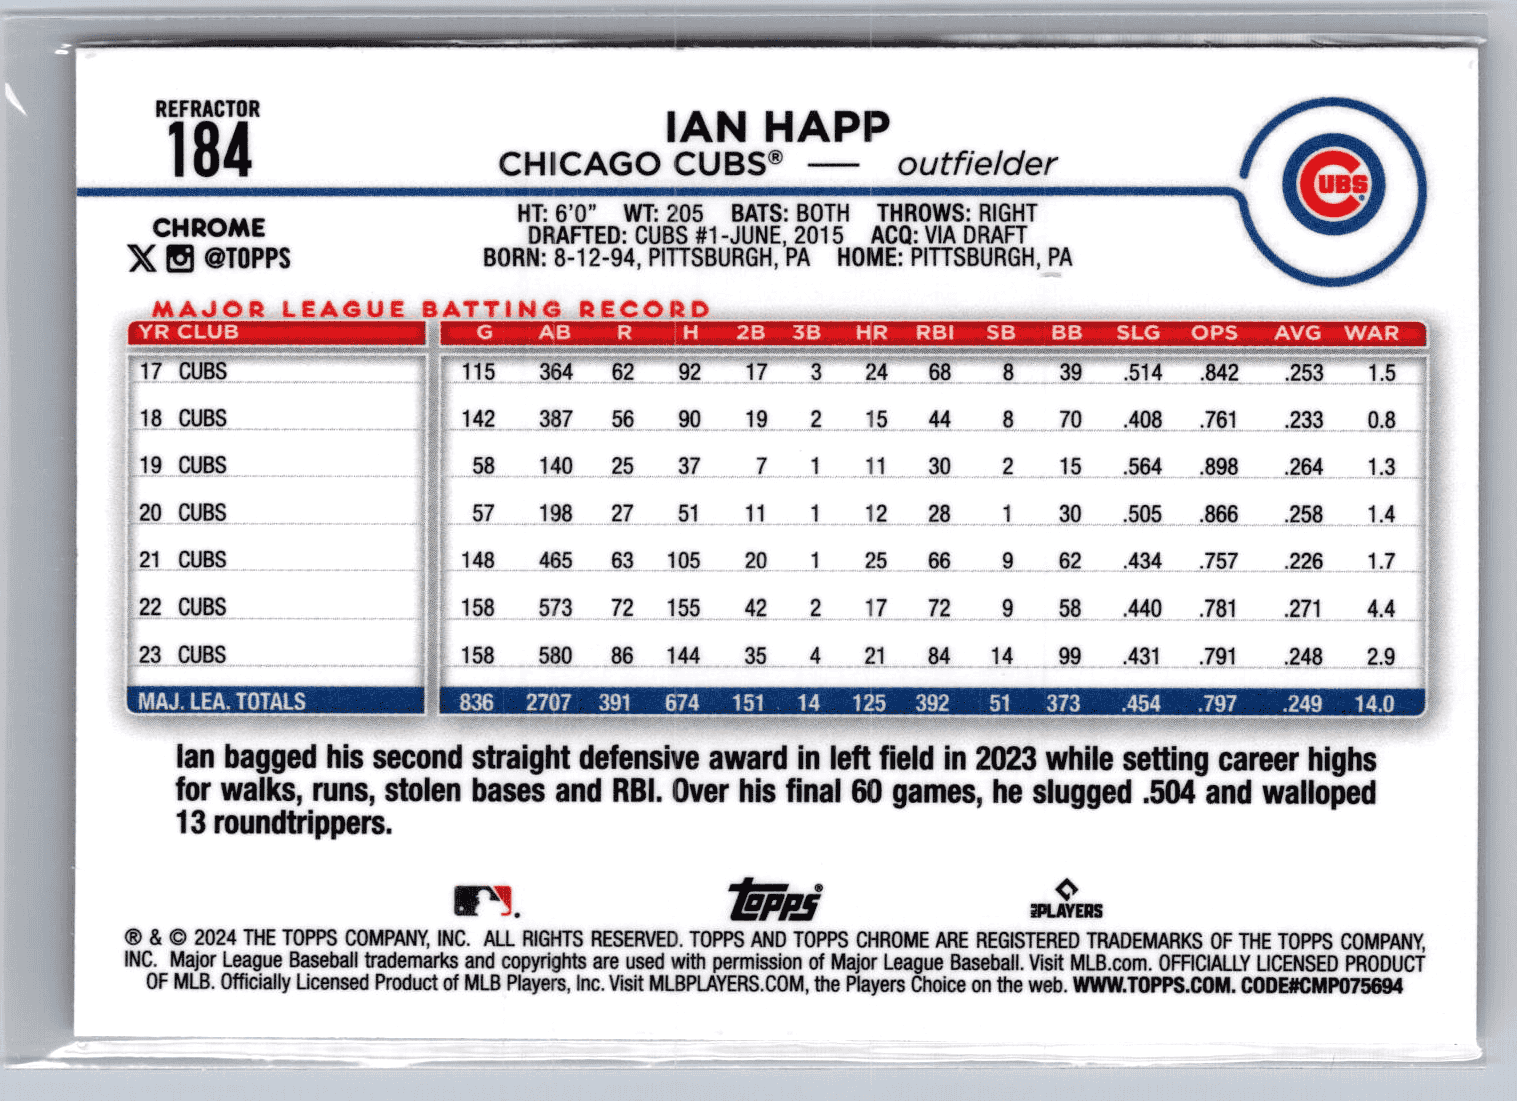 REFRACTOR
184
IAN HAPP
CHICAGO CUBS® — outfielder
CUBS®
CHROME
@TOPPS
HT: 6'0" WT: 205 BATS: BOTH THROWS: RIGHT
DRAFTED: CUBS #1-JUNE, 2015 ACQ: VIA DRAFT
BORN: 8-12-94, PITTSBURGH, PA HOME: PITTSBURGH, PA
MAJOR LEAGUE BATTING RECORD
YR CLUB G AB R H 2B 3B HR RBI SB BB SLG OPS AVG WAR
17 CUBS 115 364 62 92 17 3 24 68 8 39 .514 .842 .253 1.5
18 CUBS 142 387 56 90 19 2 15 44 8 70 .408 .761 .233 0.8
19 CUBS 58 140 25 37 7 1 11 30 2 15 .564 .898 .264 1.3
20 CUBS 57 198 27 51 11 1 12 28 1 30 .505 .866 .258 1.4
21 CUBS 148 465 63 105 20 1 25 66 9 62 .434 .757 .226 1.7
22 CUBS 158 573 72 155 42 2 17 72 9 58 .440 .781 .271 4.4
23 CUBS 158 580 86 144 35 4 21 84 14 99 .431 .791 .248 2.9
MAJ. LEA. TOTALS 836 2707 391 674 151 14 125 392 51 373 .454 .797 .249 14.0
Ian bagged his second straight defensive award in left field in 2023 while setting career highs
for walks, runs, stolen bases and RBI. Over his final 60 games, he slugged .504 and walloped
13 roundtrippers.
Topps®
MLBPLAYERS
® & © 2024 THE TOPPS COMPANY, INC. ALL RIGHTS RESERVED. TOPPS AND TOPPS CHROME ARE REGISTERED TRADEMARKS OF THE TOPPS COMPANY,
INC. Major League Baseball trademarks and copyrights are used with permission of Major League Baseball. Visit MLB.com. OFFICIALLY LICENSED PRODUCT
OF MLB. Officially Licensed Product of MLB Players, Inc. Visit MLBPLAYERS.COM, the Players Choice on the web. WWW.TOPPS.COM. CODE#CMP075694